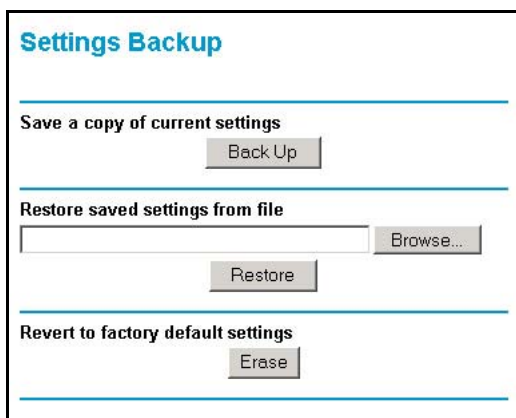 Settings Backup
Save a copy of current settings
Back Up
Restore saved settings from file
Browse...
Restore
Revert to factory default settings
Erase